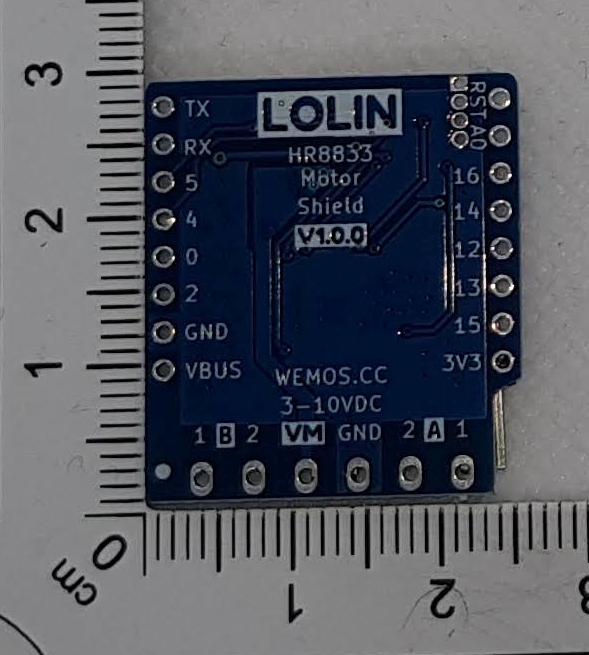 3
2
1
0
cm
1
2
3
LOLIN
HR8833
Motor
Shield
V1.0.0
TX
RX
5
4
0
2
GND
VBUS
RST
A0
16
14
12
13
15
3V3
WEMOS.CC
3-10VDC
1 B 2 VM GND 2 A 1